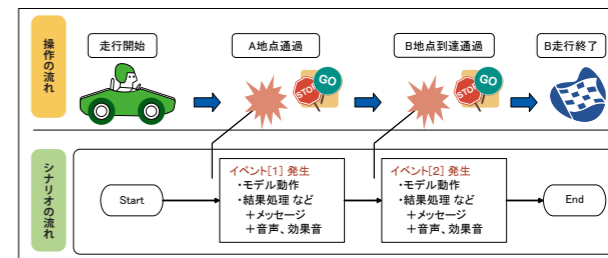 操作の流れ
走行開始
A地点通過
B地点到達通過
B走行終了
STOP
GO
STOP
GO
シナリオの流れ
Start
イベント[1] 発生
・モデル動作
・結果処理 など
＋メッセージ
＋音声、効果音
イベント[2] 発生
・モデル動作
・結果処理 など
＋メッセージ
＋音声、効果音
End